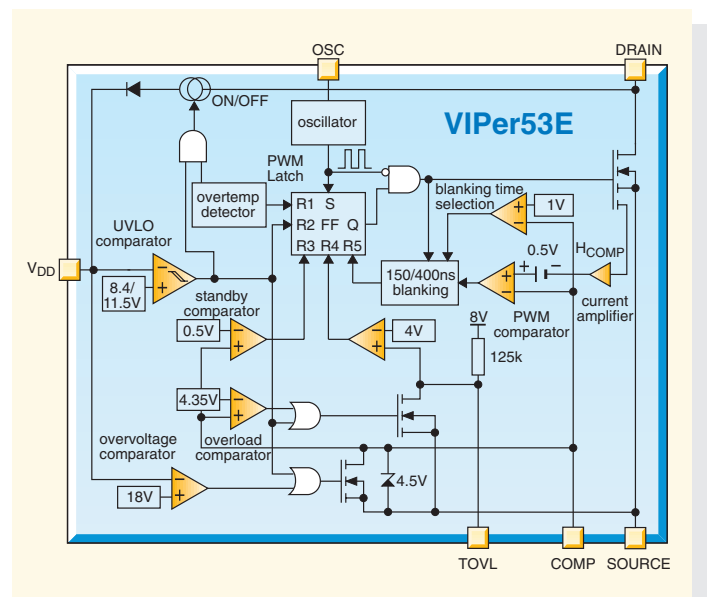 OSC
DRAIN
ON/OFF
oscillator
VIPer53E
PWM
Latch
overtemp
detector
R1 S
R2 FF Q
R3 R4 R5
blanking time
selection
1V
UVLO
comparator
VDD
8.4/
11.5V
150/400ns
blanking
0.5V
HCOMP
current
amplifier
PWM
comparator
standby
comparator
0.5V
4V
8V
125k
4.35V
overload
comparator
overvoltage
comparator
18V
4.5V
TOVL
COMP
SOURCE